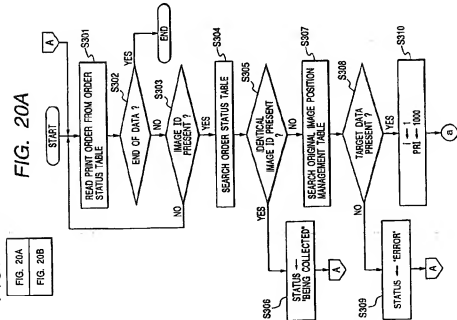 FIG. 20A
FIG. 20A
FIG. 20B
START
A
S301
READ PRINT ORDER FROM ORDER
STATUS TABLE
S302
END OF DATA ?
YES
END
NO
S303
IMAGE ID
PRESENT ?
NO
YES
S304
SEARCH ORDER STATUS TABLE
S305
IDENTICAL
IMAGE ID PRESENT
?
YES
NO
S306
STATUS ←
"BEING COLLECTED"
A
S307
SEARCH ORIGINAL IMAGE POSITION
MANAGEMENT TABLE
S308
TARGET DATA
PRESENT ?
NO
YES
S309
STATUS ← "ERROR"
A
S310
i ← 1
PRI ← 1000
a